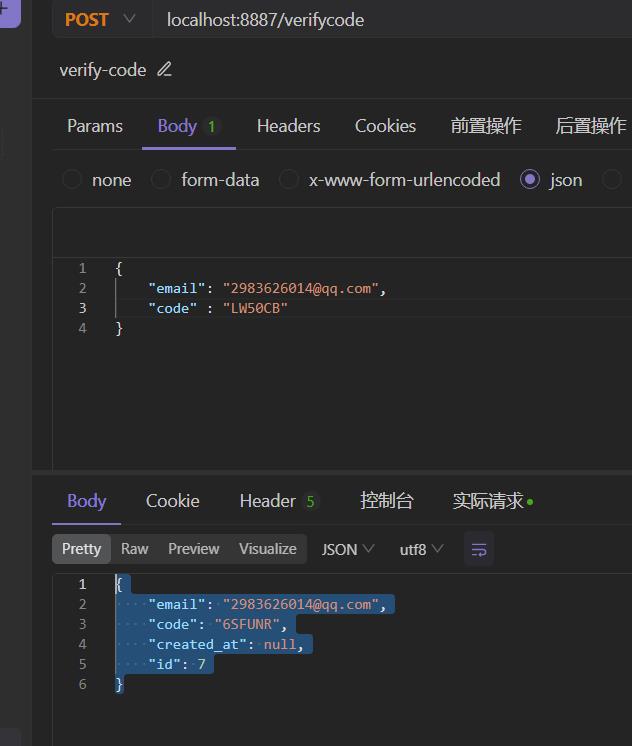 POST localhost:8887/verifycode
verify-code
Params Body 1 Headers Cookies 前置操作 后置操作
none form-data x-www-form-urlencoded json
1 {
2 "email": "2983626014@qq.com",
3 "code" : "LW50CB"
4 }
Body Cookie Header 5 控制台 实际请求
Pretty Raw Preview Visualize JSON utf8
1 {
2 "email": "2983626014@qq.com",
3 "code": "6SFUNR",
4 "created_at": null,
5 "id": 7
6 }